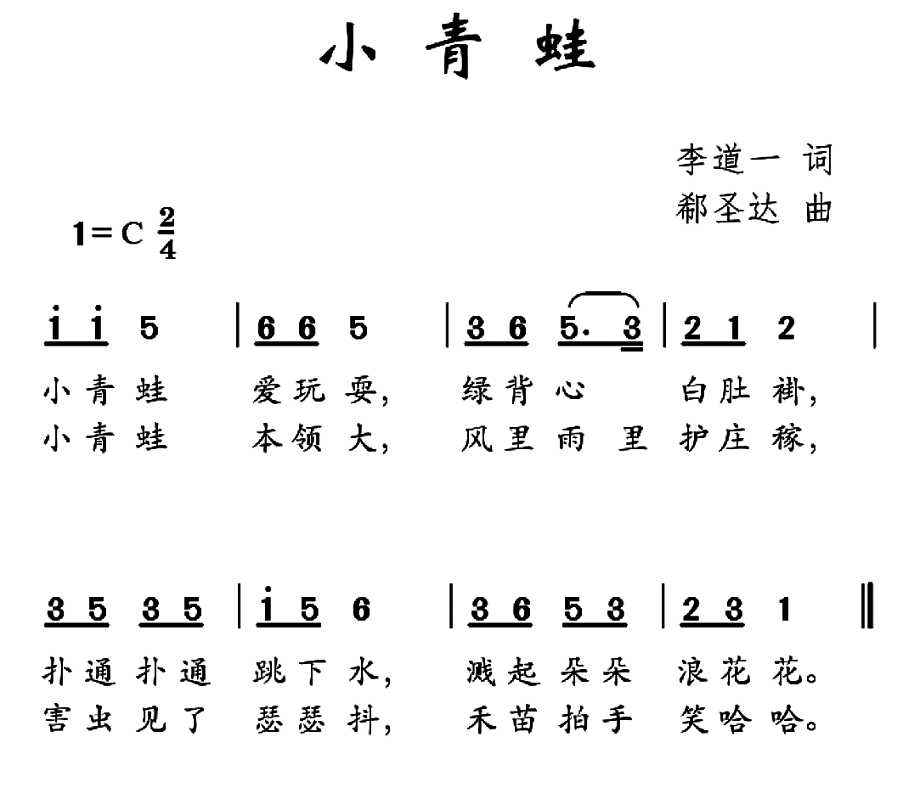 小青蛙
李道一 词
郗圣达 曲
1=C 2/4
i i 5 | 6 6 5 | 3 6 5. 3 | 2 1 2 |
小青蛙 爱玩耍, 绿背心 白肚褂,
小青蛙 本领大, 风里雨里 护庄稼,
3 5 3 5 | i 5 6 | 3 6 5 3 | 2 3 1 ‖
扑通扑通 跳下水, 溅起朵朵 浪花花。
害虫见了 瑟瑟抖, 禾苗拍手 笑哈哈。